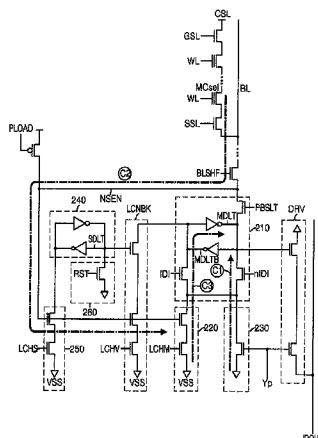 CSL
GSL
WL
BL
MCsel
WL
SSL
PLOAD
BLSHF
C2
NSEN
PBSLT
240
LCNBK
DRV
MDLT
210
SDLT
MDLTB
RST
IDI
C1
nIDI
C3
260
220
230
LCHS
250
LCHV
LCHM
VSS
VSS
VSS
Yp